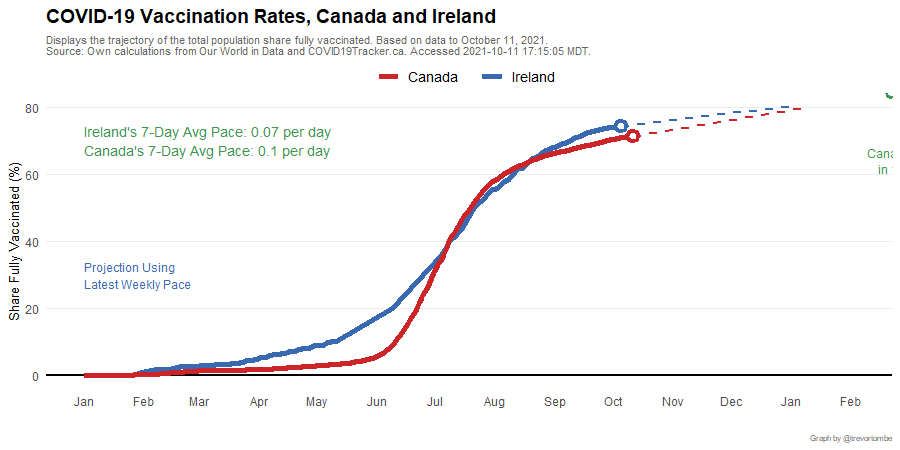 COVID-19 Vaccination Rates, Canada and Ireland
Displays the trajectory of the total population share fully vaccinated. Based on data to October 11, 2021.
Source: Own calculations from Our World in Data and COVID19Tracker.ca. Accessed 2021-10-11 17:15:05 MDT.
Canada Ireland
80
Ireland's 7-Day Avg Pace: 0.07 per day
Canada's 7-Day Avg Pace: 0.1 per day
60
in
Share Fully Vaccinated (%)
40
Projection Using
Latest Weekly Pace
20
0
Jan Feb Mar Apr May Jun Jul Aug Sep Oct Nov Dec Jan Feb
Graph by @trevortombe